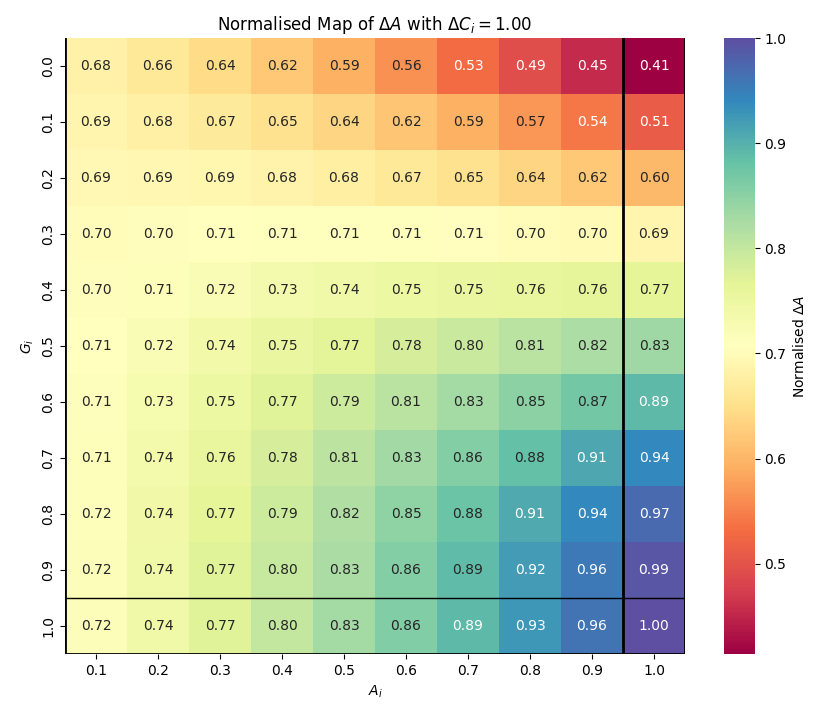 Normalised Map of ΔA with ΔC_i = 1.00
0.0 0.68 0.66 0.64 0.62 0.59 0.56 0.53 0.49 0.45 0.41
0.1 0.69 0.68 0.67 0.65 0.64 0.62 0.59 0.57 0.54 0.51
0.2 0.69 0.69 0.69 0.68 0.68 0.67 0.65 0.64 0.62 0.60
0.3 0.70 0.70 0.71 0.71 0.71 0.71 0.71 0.70 0.70 0.69
0.4 0.70 0.71 0.72 0.73 0.74 0.75 0.75 0.76 0.76 0.77
0.5 0.71 0.72 0.74 0.75 0.77 0.78 0.80 0.81 0.82 0.83
0.6 0.71 0.73 0.75 0.77 0.79 0.81 0.83 0.85 0.87 0.89
0.7 0.71 0.74 0.76 0.78 0.81 0.83 0.86 0.88 0.91 0.94
0.8 0.72 0.74 0.77 0.79 0.82 0.85 0.88 0.91 0.94 0.97
0.9 0.72 0.74 0.77 0.80 0.83 0.86 0.89 0.92 0.96 0.99
1.0 0.72 0.74 0.77 0.80 0.83 0.86 0.89 0.93 0.96 1.00
G_i
0.1 0.2 0.3 0.4 0.5 0.6 0.7 0.8 0.9 1.0
A_i
1.0
0.9
0.8
0.7
0.6
0.5
Normalised ΔA